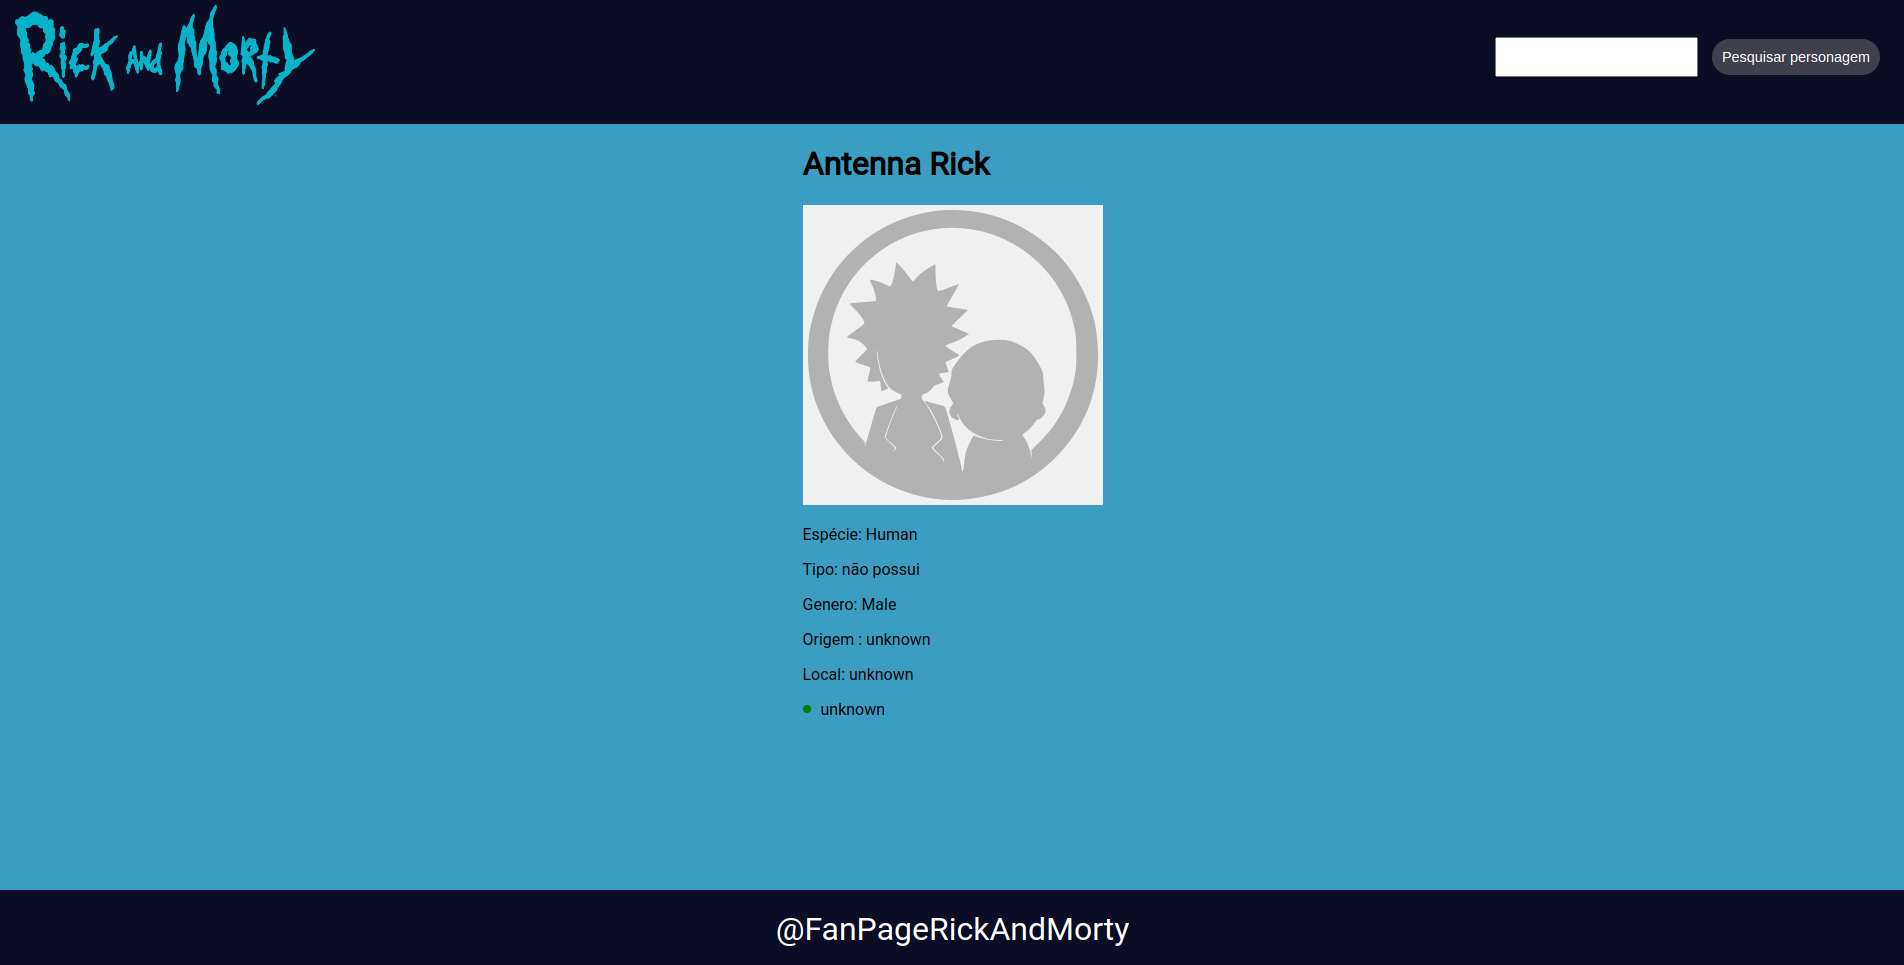 Rick and Morty
Pesquisar personagem
Antenna Rick
Espécie: Human
Tipo: não possui
Genero: Male
Origem : unknown
Local: unknown
unknown
@FanPageRickAndMorty